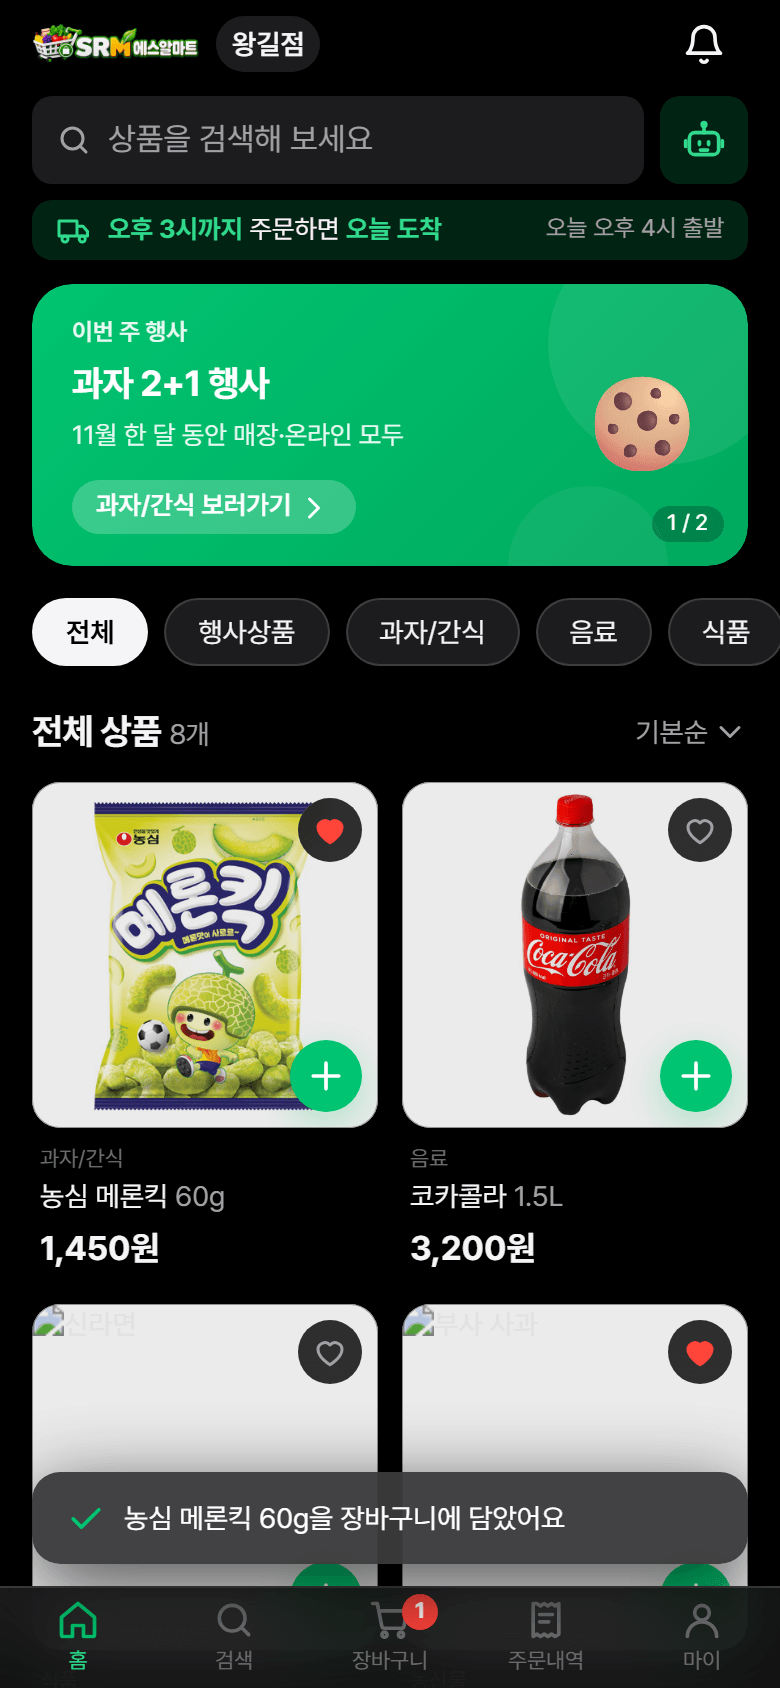 SRM 에스알마트
왕길점
상품을 검색해 보세요
오후 3시까지 주문하면 오늘 도착
오늘 오후 4시 출발
이번 주 행사
과자 2+1 행사
11월 한 달 동안 매장·온라인 모두
과자/간식 보러가기
1 / 2
전체
행사상품
과자/간식
음료
식품
전체 상품 8개
기본순
농심
메론킥
메론맛이 사르르~
ORIGINAL TASTE
Coca-Cola
과자/간식
농심 메론킥 60g
1,450원
음료
코카콜라 1.5L
3,200원
신라면
부사 사과
농심 메론킥 60g을 장바구니에 담았어요
홈
검색
1
장바구니
주문내역
마이